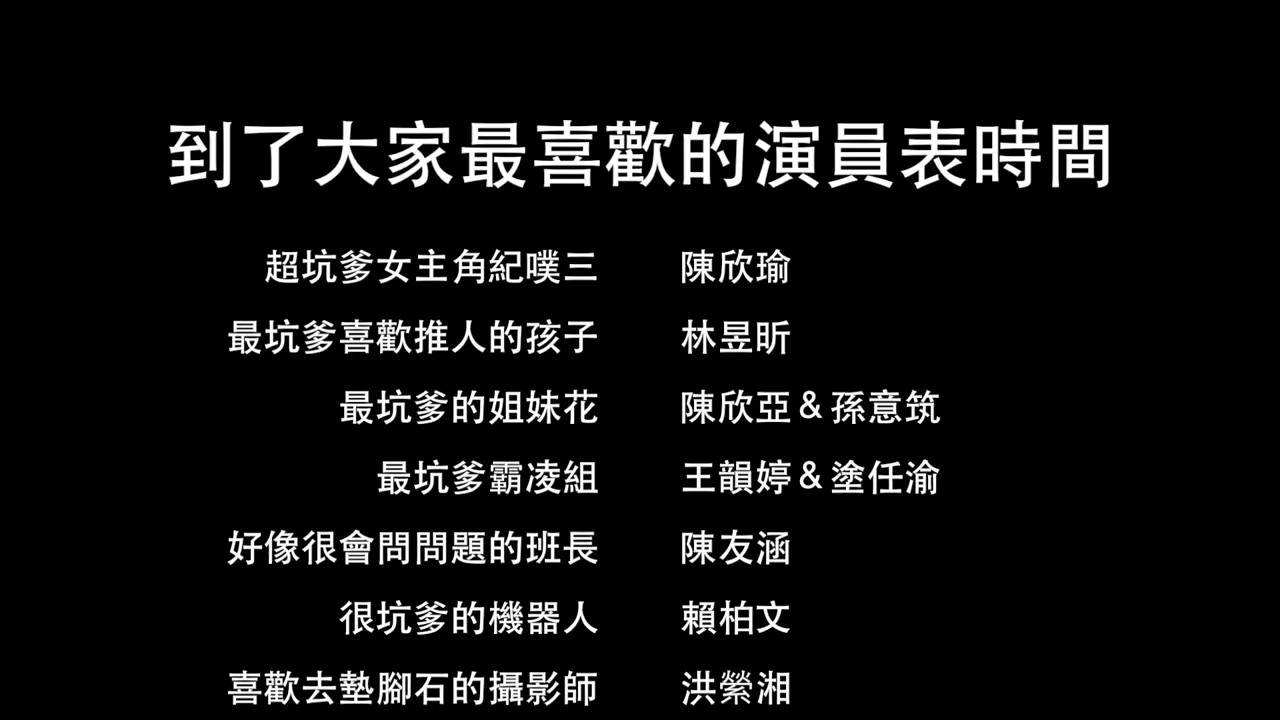 到了大家最喜歡的演員表時間
超坑爹女主角紀噗三 陳欣瑜
最坑爹喜歡推人的孩子 林昱昕
最坑爹的姐妹花 陳欣亞＆孫意筑
最坑爹霸凌組 王韻婷＆塗任渝
好像很會問問題的班長 陳友涵
很坑爹的機器人 賴柏文
喜歡去墊腳石的攝影師 洪縈湘